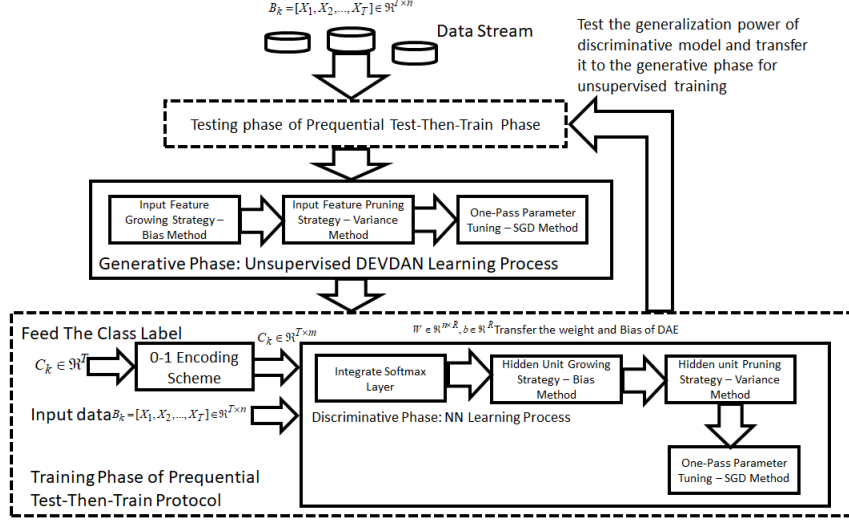 B_k=[X_1,X_2,...,X_T]∈ℜ^{T×n}
Data Stream
Test the generalization power of
discriminative model and transfer
it to the generative phase for
unsupervised training
Testing phase of Prequential Test-Then-Train Phase
Input Feature
Growing Strategy –
Bias Method
Input Feature Pruning
Strategy – Variance
Method
One-Pass Parameter
Tuning – SGD Method
Generative Phase: Unsupervised DEVDAN Learning Process
Feed The Class Label
C_k∈ℜ^T
0-1 Encoding
Scheme
C_k∈ℜ^{T×m}
W∈ℜ^{n×R},b∈ℜ^R Transfer the weight and Bias of DAE
Integrate Softmax
Layer
Hidden Unit Growing
Strategy – Bias
Method
Hidden unit Pruning
Strategy – Variance
Method
Input data B_k=[X_1,X_2,...,X_T]∈ℜ^{T×n}
Discriminative Phase: NN Learning Process
One-Pass Parameter
Tuning – SGD Method
Training Phase of Prequential
Test-Then-Train Protocol